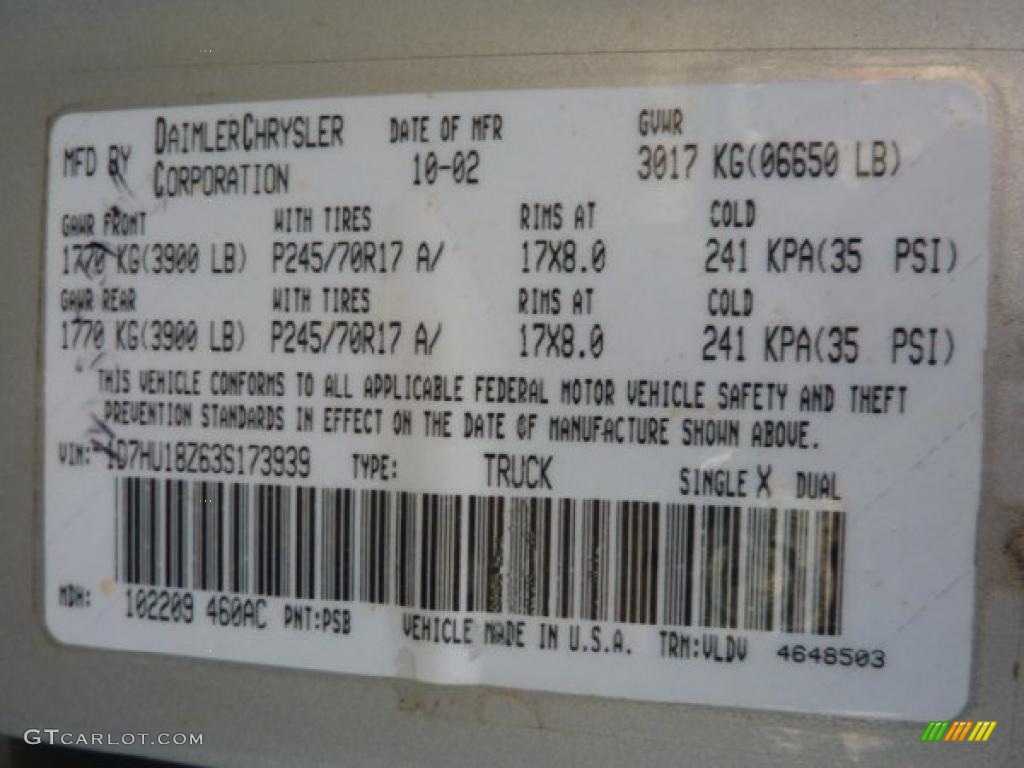 MFD BY DAIMLERCHRYSLER CORPORATION DATE OF MFR 10-02 GVWR 3017 KG(06650 LB)
GAWR FRONT WITH TIRES RIMS AT COLD
1770 KG(3900 LB) P245/70R17 A/ 17X8.0 241 KPA(35 PSI)
GAWR REAR WITH TIRES RIMS AT COLD
1770 KG(3900 LB) P245/70R17 A/ 17X8.0 241 KPA(35 PSI)
THIS VEHICLE CONFORMS TO ALL APPLICABLE FEDERAL MOTOR VEHICLE SAFETY AND THEFT
PREVENTION STANDARDS IN EFFECT ON THE DATE OF MANUFACTURE SHOWN ABOVE.
VIN: 1D7HU18Z63S173939 TYPE: TRUCK SINGLE X DUAL
MDH: 102209 460AC PNT:PSB VEHICLE MADE IN U.S.A. TRM:VLDV 4648503
GTCARLOT.COM